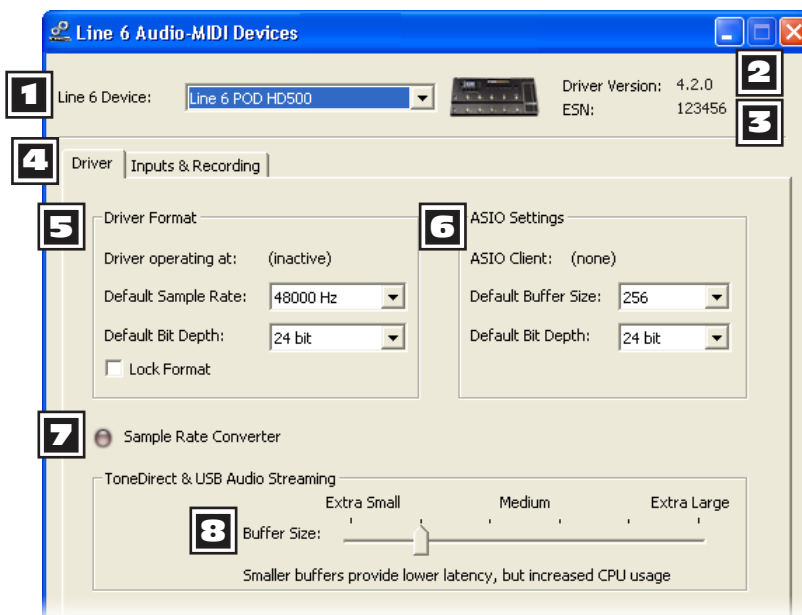 Line 6 Audio-MIDI Devices
1 Line 6 Device: Line 6 POD HD500 Driver Version: 4.2.0 2
ESN: 123456 3
4 Driver Inputs & Recording
5 Driver Format 6 ASIO Settings
Driver operating at: (inactive) ASIO Client: (none)
Default Sample Rate: 48000 Hz Default Buffer Size: 256
Default Bit Depth: 24 bit Default Bit Depth: 24 bit
Lock Format
7 Sample Rate Converter
ToneDirect & USB Audio Streaming
Extra Small Medium Extra Large
8 Buffer Size:
Smaller buffers provide lower latency, but increased CPU usage